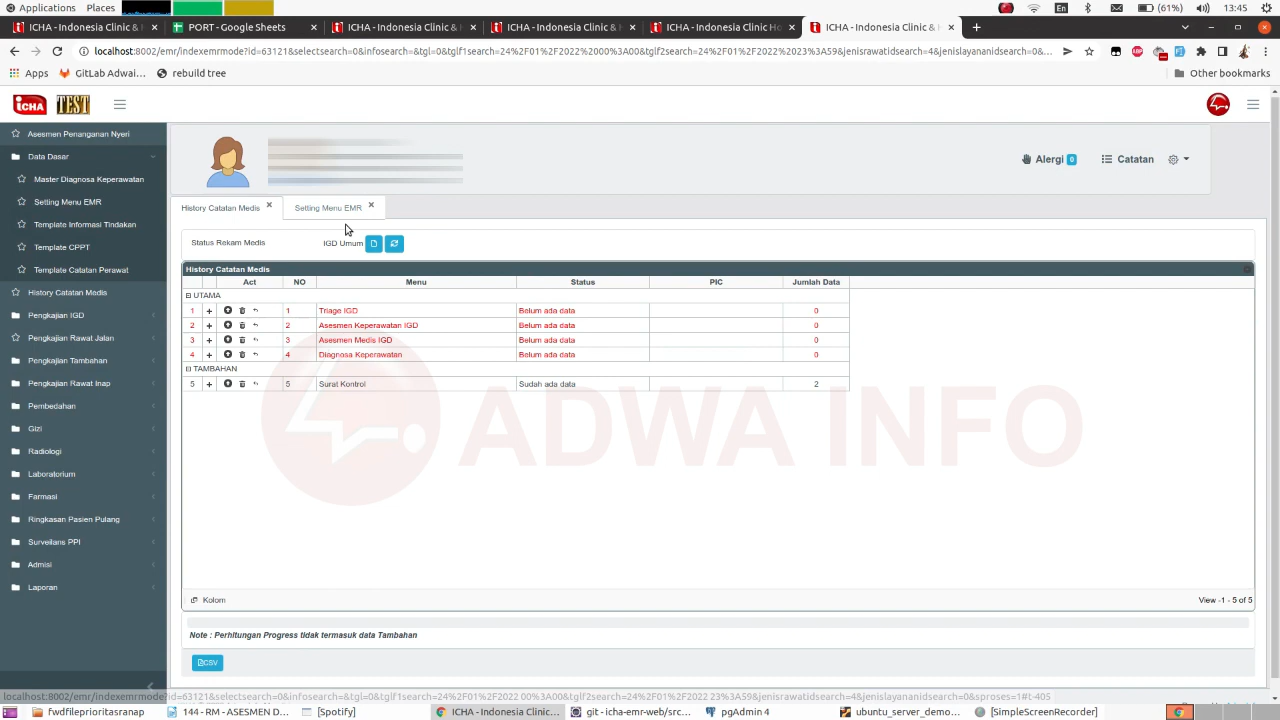 Applications Places En (61%) 13:45
ICHA - Indonesia Clinic & PORT - Google Sheets ICHA - Indonesia Clinic & ICHA - Indonesia Clinic & ICHA - Indonesia Clinic Ho ICHA - Indonesia Clinic &
localhost:8002/emr/indexemrmode?id=63121&selectsearch=0&infosearch=&tgl=0&tglf1search=24%2F01%2F2022%2000%3A00&tglf2search=24%2F01%2F2022%2023%3A59&jenisrawatidsearch=4&jenislayananidsearch=0&...
Apps GitLab Adwai... rebuild tree Other bookmarks
ICHA TEST
Asesmen Penanganan Nyeri
Data Dasar
Master Diagnosa Keperawatan
Setting Menu EMR
Template Informasi Tindakan
Template CPPT
Template Catatan Perawat
History Catatan Medis
Pengkajian IGD
Pengkajian Rawat Jalan
Pengkajian Tambahan
Pengkajian Rawat Inap
Pembedahan
Gizi
Radiologi
Laboratorium
Farmasi
Ringkasan Pasien Pulang
Surveilans PPI
Admisi
Laporan
Alergi 0 Catatan
History Catatan Medis Setting Menu EMR
Status Rekam Medis IGD Umum
History Catatan Medis
Act NO Menu Status PIC Jumlah Data
UTAMA
1 1 Triage IGD Belum ada data 0
2 2 Asesmen Keperawatan IGD Belum ada data 0
3 3 Asesmen Medis IGD Belum ada data 0
4 4 Diagnosa Keperawatan Belum ada data 0
TAMBAHAN
5 5 Surat Kontrol Sudah ada data 2
ADWA INFO
Kolom View -1 - 5 of 5
Note : Perhitungan Progress tidak termasuk data Tambahan
CSV
localhost:8002/emr/indexemrmode?id=63121&selectsearch=0&infosearch=&tgl=0&tglf1search=24%2F01%2F2022 00%3A00&tglf2search=24%2F01%2F2022 23%3A59&jenisrawatidsearch=4&jenislayananidsearch=0&sproses=1#t-405
fwdfileprioritasranap 144 - RM - ASESMEN D... [Spotify] ICHA - Indonesia Clinic... git - icha-emr-web/src... pgAdmin 4 ubuntu_server_demo... [SimpleScreenRecorder]